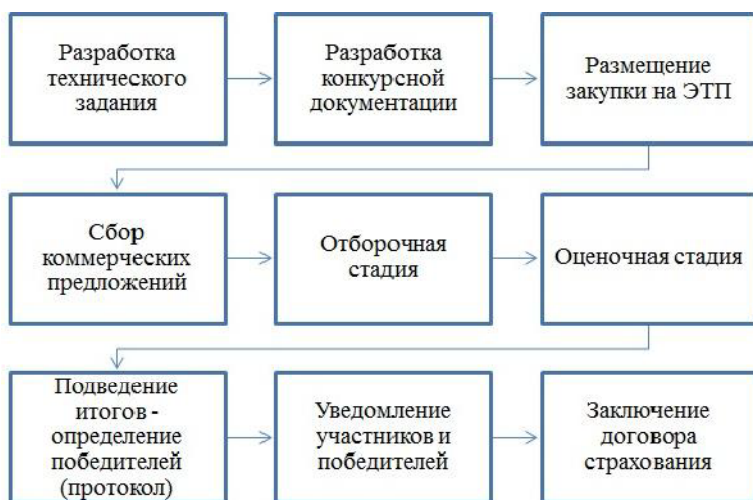 Разработка
технического
задания
Разработка
конкурсной
документации
Размещение
закупки на ЭТП
Сбор
коммерческих
предложений
Отборочная
стадия
Оценочная стадия
Подведение
итогов -
определение
победителей
(протокол)
Уведомление
участников и
победителей
Заключение
договора
страхования